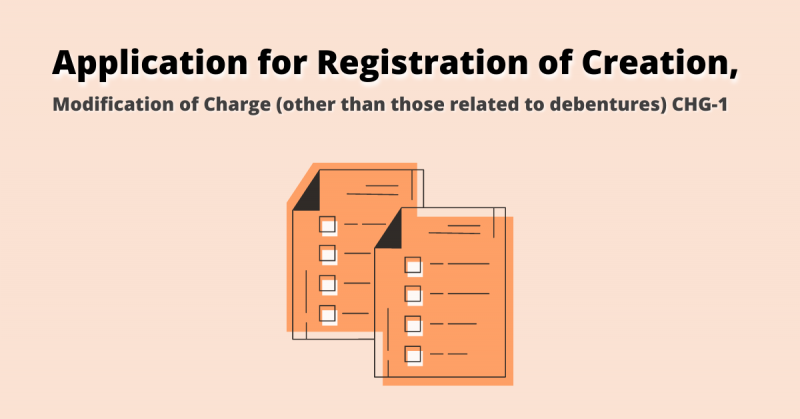 Application for Registration of Creation,
Modification of Charge (other than those related to debentures) CHG-1